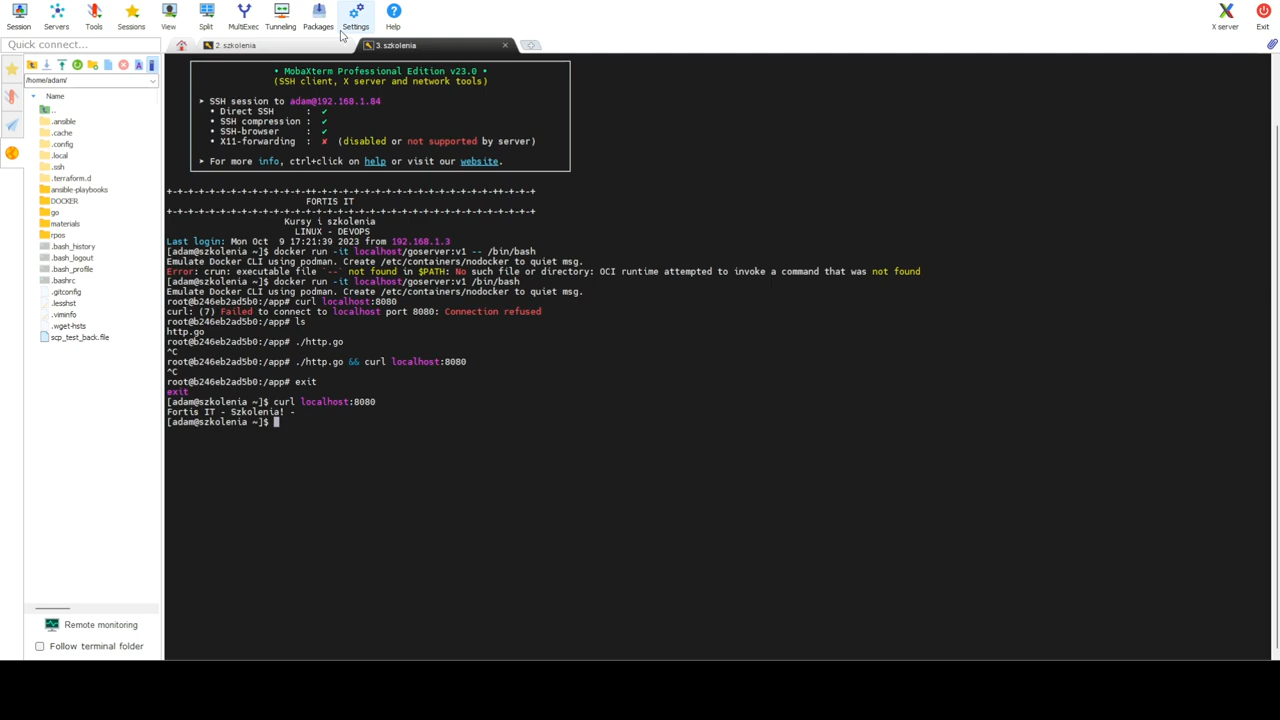 Session Servers Tools Sessions View Split MultiExec Tunneling Packages Settings Help X server Exit
Quick connect... 2. szkolenia 3. szkolenia
/home/adam/
Name
..
.ansible
.cache
.config
.local
.ssh
.terraform.d
ansible-playbooks
DOCKER
go
materials
rpos
.bash_history
.bash_logout
.bash_profile
.bashrc
.gitconfig
.lesshst
.viminfo
.wget-hsts
scp_test_back.file
Remote monitoring
Follow terminal folder
• MobaXterm Professional Edition v23.0 •
(SSH client, X server and network tools)
➤ SSH session to adam@192.168.1.84
• Direct SSH : ✔
• SSH compression : ✔
• SSH-browser : ✔
• X11-forwarding : ✘ (disabled or not supported by server)
➤ For more info, ctrl+click on help or visit our website.
+-+-+-+-+-+-+-+-+-+-+-++-+-+-+-+-+-+-+-+-+-+-+-+-++-+-+-+
FORTIS IT
+-+-+-+-+-+-+-+-+-+-+-+-+-+-+-+-+-+-+-+-+-+-+-+-+-+-+-+-+
Kursy i szkolenia
LINUX - DEVOPS
Last login: Mon Oct 9 17:21:39 2023 from 192.168.1.3
[adam@szkolenia ~]$ docker run -it localhost/goserver:v1 -- /bin/bash
Emulate Docker CLI using podman. Create /etc/containers/nodocker to quiet msg.
Error: crun: executable file `--` not found in $PATH: No such file or directory: OCI runtime attempted to invoke a command that was not found
[adam@szkolenia ~]$ docker run -it localhost/goserver:v1 /bin/bash
Emulate Docker CLI using podman. Create /etc/containers/nodocker to quiet msg.
root@b246eb2ad5b0:/app# curl localhost:8080
curl: (7) Failed to connect to localhost port 8080: Connection refused
root@b246eb2ad5b0:/app# ls
http.go
root@b246eb2ad5b0:/app# ./http.go
^C
root@b246eb2ad5b0:/app# ./http.go && curl localhost:8080
^C
root@b246eb2ad5b0:/app# exit
exit
[adam@szkolenia ~]$ curl localhost:8080
Fortis IT - Szkolenia! -
[adam@szkolenia ~]$